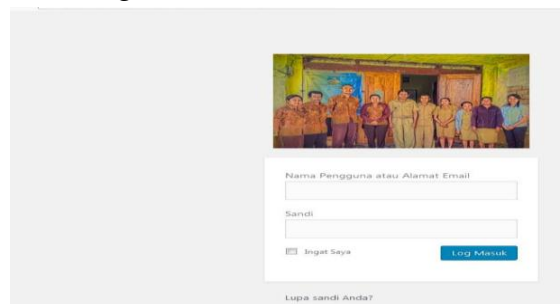 Nama Pengguna atau Alamat Email
Sandi
Ingat Saya
Log Masuk
Lupa sandi Anda?